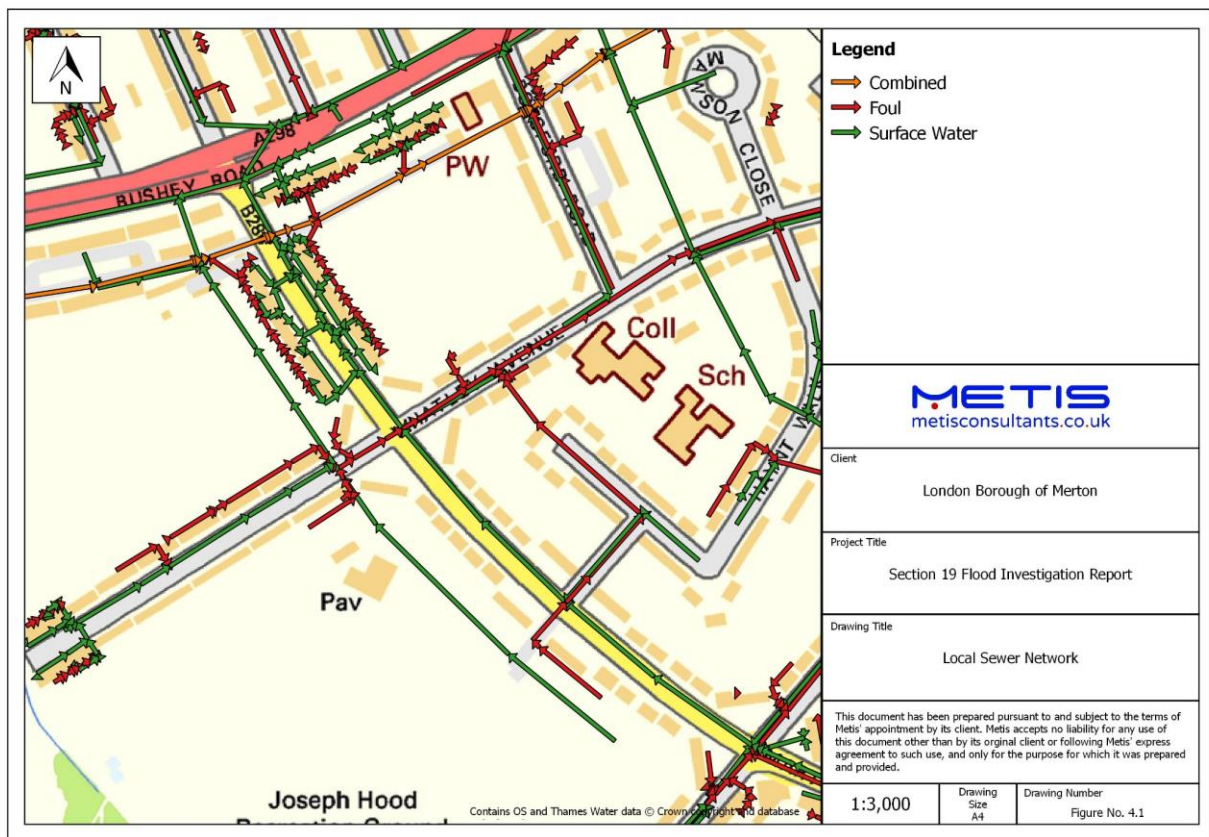 N
A298
BUSHEY ROAD
B28
PW
MANSON
CLOSE
AVENUE
Coll
Sch
Pav
Joseph Hood
Contains OS and Thames Water data © Crown copyright and database
Legend
Combined
Foul
Surface Water
METIS
metisconsultants.co.uk
Client
London Borough of Merton
Project Title
Section 19 Flood Investigation Report
Drawing Title
Local Sewer Network
This document has been prepared pursuant to and subject to the terms of
Metis' appointment by its client. Metis accepts no liability for any use of
this document other than by its orginal client or following Metis' express
agreement to such use, and only for the purpose for which it was prepared
and provided.
1:3,000
Drawing
Size
A4
Drawing Number
Figure No. 4.1